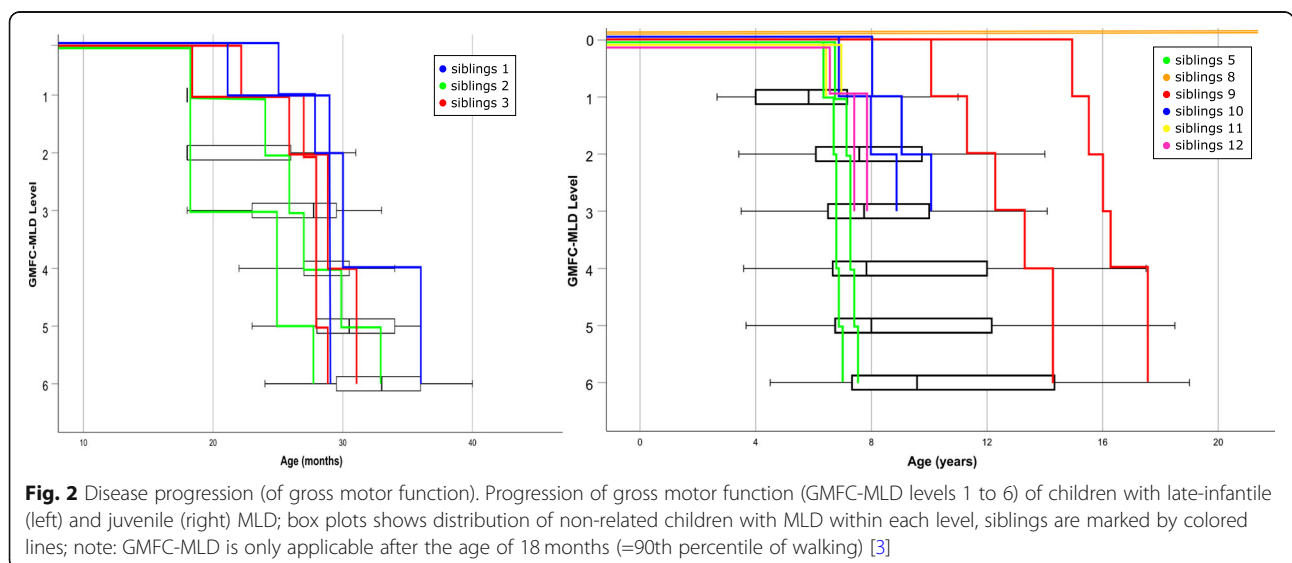 siblings 1
siblings 2
siblings 3
GMFC-MLD Level
1
2
3
4
5
6
10 20 30 40
Age (months)
siblings 5
siblings 8
siblings 9
siblings 10
siblings 11
siblings 12
GMFC-MLD Level
0
1
2
3
4
5
6
0 4 8 12 16 20
Age (years)
Fig. 2 Disease progression (of gross motor function). Progression of gross motor function (GMFC-MLD levels 1 to 6) of children with late-infantile
(left) and juvenile (right) MLD; box plots shows distribution of non-related children with MLD within each level, siblings are marked by colored
lines; note: GMFC-MLD is only applicable after the age of 18 months (=90th percentile of walking) [3]